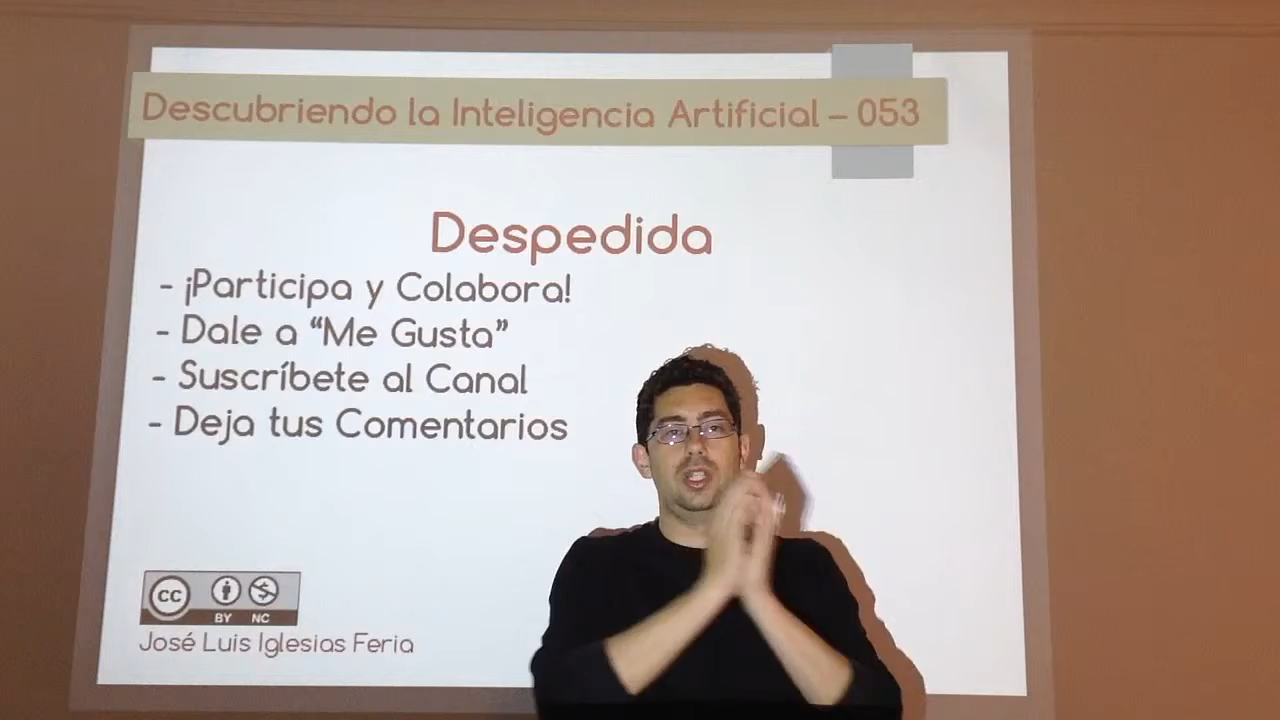 Descubriendo la Inteligencia Artificial – 053
Despedida
- ¡Participa y Colabora!
- Dale a “Me Gusta”
- Suscríbete al Canal
- Deja tus Comentarios
cc BY NC
José Luis Iglesias Feria